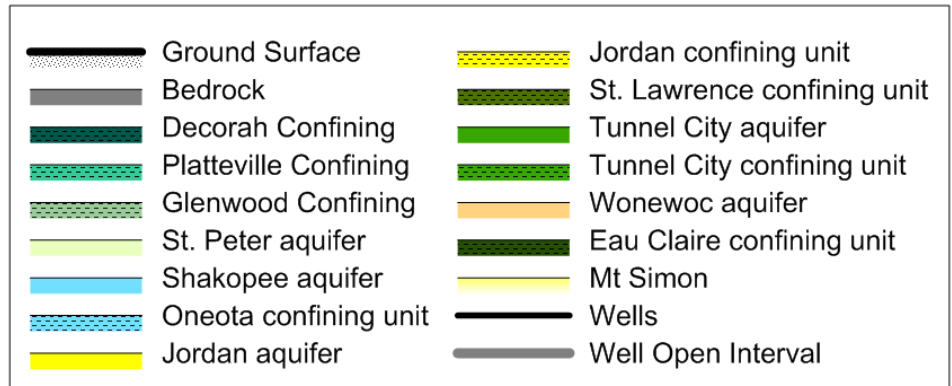 Ground Surface
Bedrock
Decorah Confining
Platteville Confining
Glenwood Confining
St. Peter aquifer
Shakopee aquifer
Oneota confining unit
Jordan aquifer
Jordan confining unit
St. Lawrence confining unit
Tunnel City aquifer
Tunnel City confining unit
Wonewoc aquifer
Eau Claire confining unit
Mt Simon
Wells
Well Open Interval